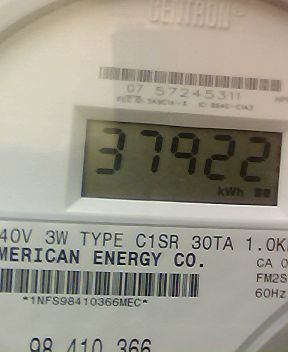 CENTRON
07 57245311
37922
kWh
40V 3W TYPE C1SR 30TA 1.0K
MERICAN ENERGY CO.
CA 0
FM2S
60Hz
*1NFS98410366MEC*
98 410 366